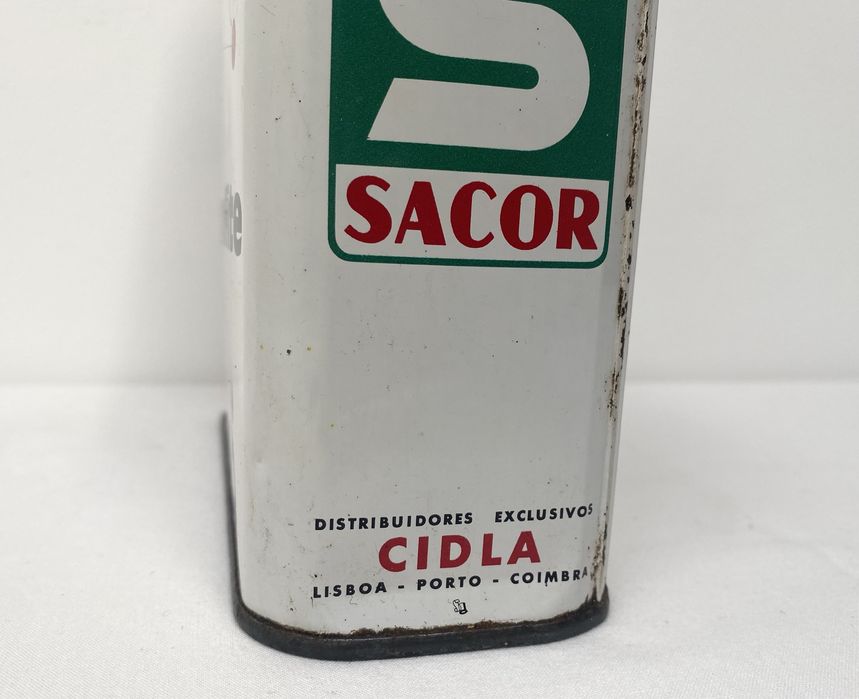 S
SACOR
DISTRIBUIDORES EXCLUSIVOS
CIDLA
LISBOA - PORTO - COIMBRA